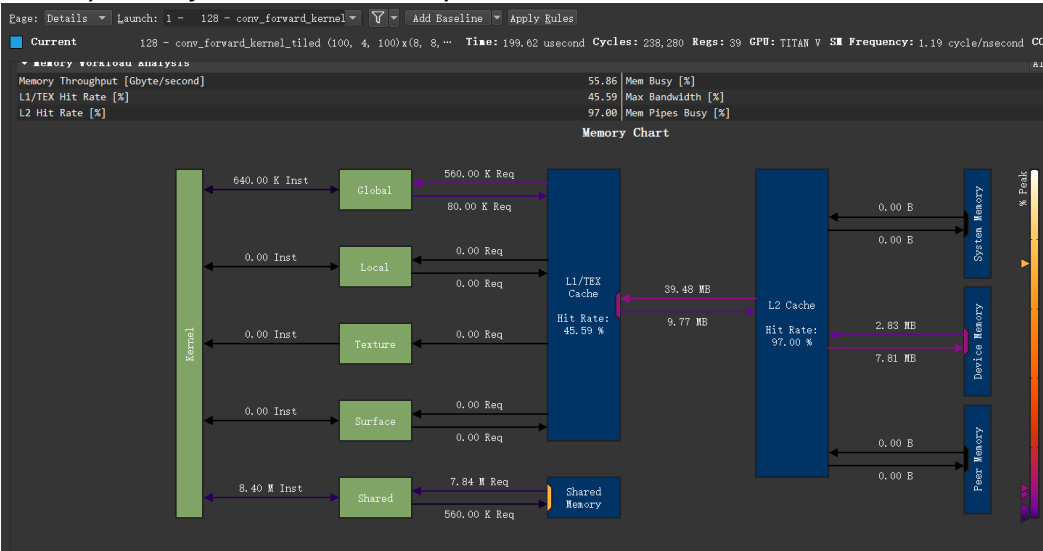 Page: Details Launch: 1 - 128 - conv_forward_kernel Add Baseline Apply Rules
Current 128 - conv_forward_kernel_tiled (100, 4, 100)x(8, 8,… Time: 199.62 usecond Cycles: 238,280 Regs: 39 GPU: TITAN V SM Frequency: 1.19 cycle/nsecond CC
Memory Workload Analysis
Memory Throughput [Gbyte/second] 55.86 Mem Busy [%]
L1/TEX Hit Rate [%] 45.59 Max Bandwidth [%]
L2 Hit Rate [%] 97.00 Mem Pipes Busy [%]
Memory Chart
Kernel
640.00 K Inst
Global
560.00 K Req
80.00 K Req
0.00 Inst
Local
0.00 Req
0.00 Req
0.00 Inst
Texture
0.00 Req
0.00 Inst
Surface
0.00 Req
0.00 Req
8.40 M Inst
Shared
7.84 M Req
560.00 K Req
L1/TEX
Cache
Hit Rate:
45.59 %
Shared
Memory
39.48 MB
9.77 MB
L2 Cache
Hit Rate:
97.00 %
0.00 B
0.00 B
System Memory
2.83 MB
7.81 MB
Device Memory
0.00 B
0.00 B
Peer Memory
% Peak